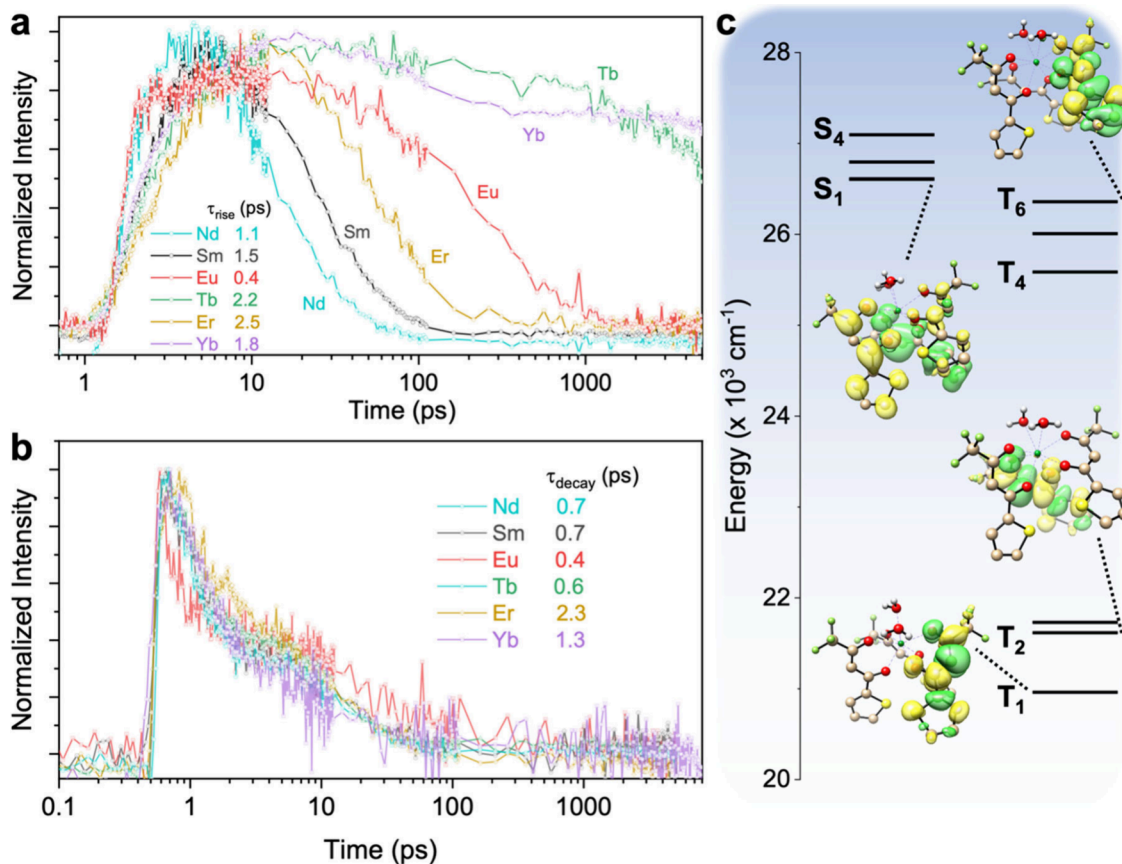 a
Normalized Intensity
τrise (ps)
Nd 1.1
Sm 1.5
Eu 0.4
Tb 2.2
Er 2.5
Yb 1.8
Tb
Yb
Eu
Sm
Er
Nd
1 10 100 1000
Time (ps)
b
Normalized Intensity
τdecay (ps)
Nd 0.7
Sm 0.7
Eu 0.4
Tb 0.6
Er 2.3
Yb 1.3
0.1 1 10 100 1000
Time (ps)
c
Energy (x 10³ cm⁻¹)
28
26
24
22
20
S4
S1
T6
T4
T2
T1